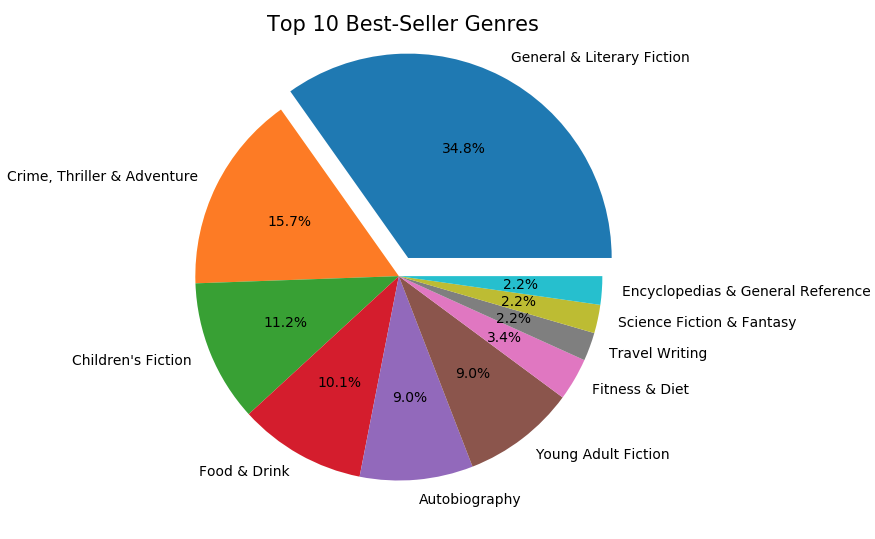 Top 10 Best-Seller Genres
General & Literary Fiction
34.8%
Crime, Thriller & Adventure
15.7%
Children's Fiction
11.2%
Food & Drink
10.1%
Autobiography
9.0%
Young Adult Fiction
9.0%
Fitness & Diet
3.4%
Travel Writing
2.2%
Science Fiction & Fantasy
2.2%
Encyclopedias & General Reference
2.2%